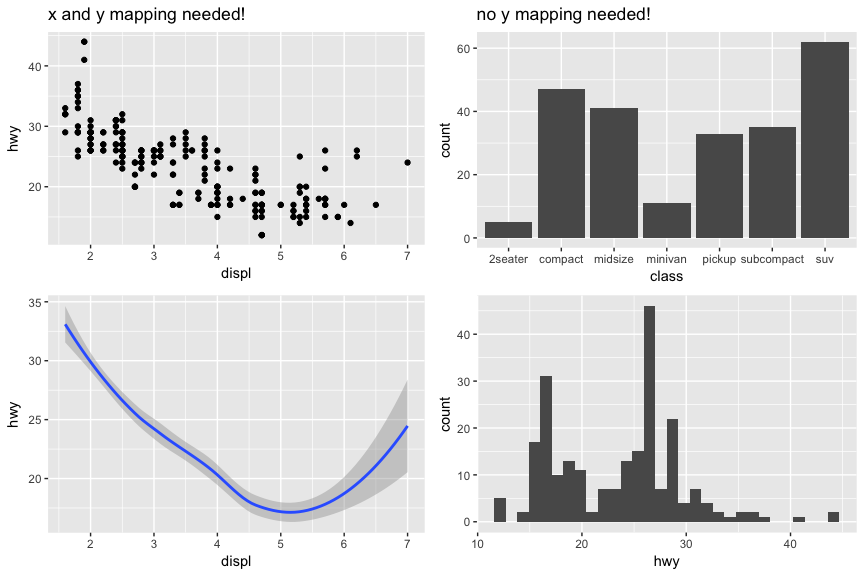 x and y mapping needed!
hwy
40
30
20
2 3 4 5 6 7
displ
no y mapping needed!
count
60
40
20
0
2seater compact midsize minivan pickup subcompact suv
class
hwy
35
30
25
20
2 3 4 5 6 7
displ
count
40
30
20
10
0
10 20 30 40
hwy